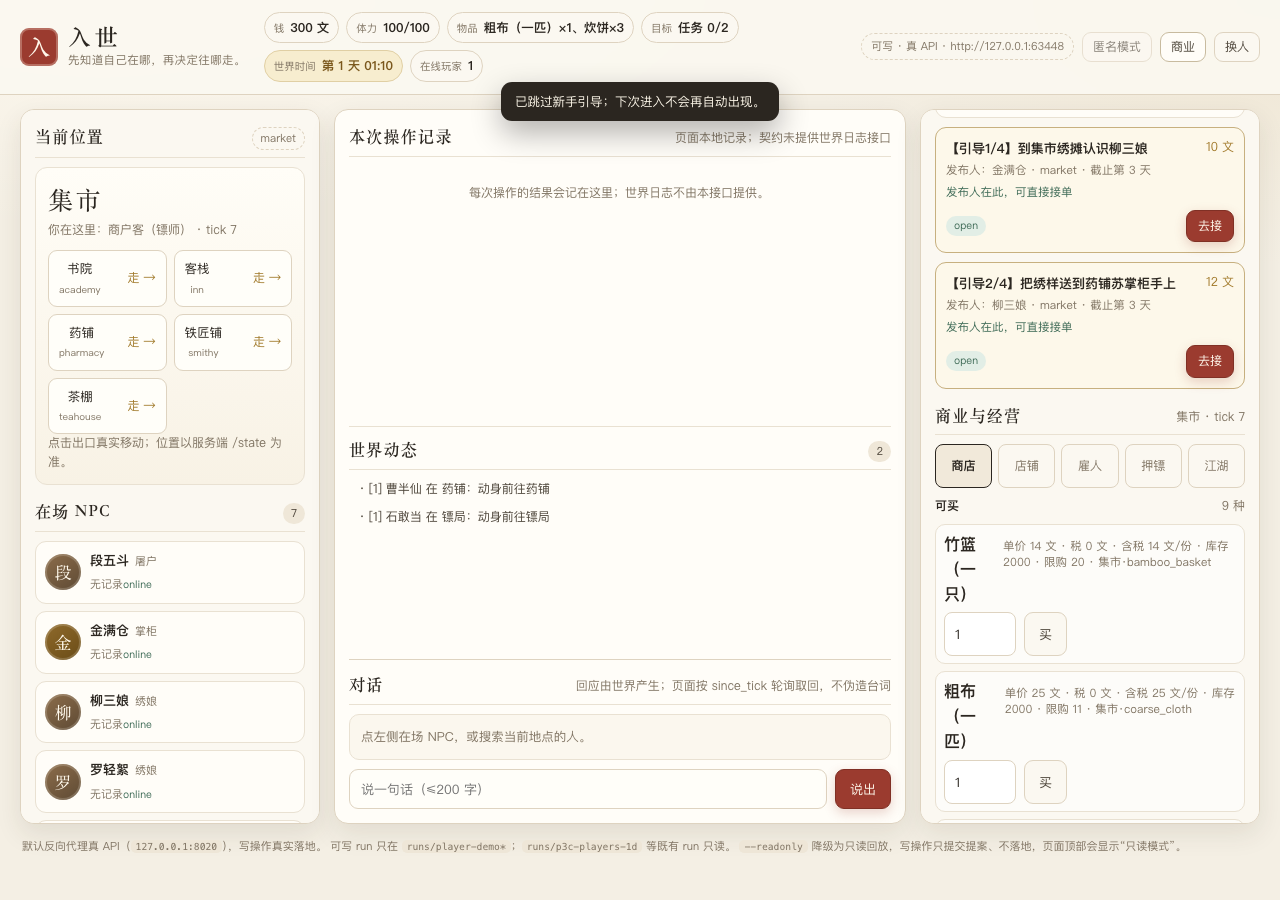 入
入世
先知道自己在哪，再决定往哪走。
钱 300 文
体力 100/100
物品 粗布（一匹）×1、炊饼×3
目标 任务 0/2
世界时间 第 1 天 01:10
在线玩家 1
可写 · 真 API · http://127.0.0.1:63448
匿名模式
商业
换人
已跳过新手引导；下次进入不会再自动出现。
当前位置
market
集市
你在这里：商户客（镖师） · tick 7
书院
academy
走 →
客栈
inn
走 →
药铺
pharmacy
走 →
铁匠铺
smithy
走 →
茶棚
teahouse
走 →
点击出口真实移动；位置以服务端 /state 为
准。
在场 NPC
7
段
段五斗 屠户
无记录online
金
金满仓 掌柜
无记录online
柳
柳三娘 绣娘
无记录online
罗
罗轻絮 绣娘
无记录online
本次操作记录
页面本地记录；契约未提供世界日志接口
每次操作的结果会记在这里；世界日志不由本接口提供。
世界动态
2
· [1] 曹半仙 在 药铺：动身前往药铺
· [1] 石敢当 在 镖局：动身前往镖局
对话
回应由世界产生；页面按 since_tick 轮询取回，不伪造台词
点左侧在场 NPC，或搜索当前地点的人。
说一句话（≤200 字）
说出
【引导1/4】到集市绣摊认识柳三娘
10 文
发布人：金满仓 · market · 截止第 3 天
发布人在此，可直接接单
open
去接
【引导2/4】把绣样送到药铺苏掌柜手上
12 文
发布人：柳三娘 · market · 截止第 3 天
发布人在此，可直接接单
open
去接
商业与经营
集市 · tick 7
商店
店铺
雇人
押镖
江湖
可买
9 种
竹篮
（一
只）
单价 14 文 · 税 0 文 · 含税 14 文/份 · 库存
2000 · 限购 20 · 集市·bamboo_basket
1
买
粗布
（一
匹）
单价 25 文 · 税 0 文 · 含税 25 文/份 · 库存
2000 · 限购 11 · 集市·coarse_cloth
1
买
默认反向代理真 API（ 127.0.0.1:8020 ），写操作真实落地。 可写 run 只在 runs/player-demo* ； runs/p3c-players-1d 等既有 run 只读。 --readonly 降级为只读回放，写操作只提交提案、不落地，页面顶部会显示“只读模式”。